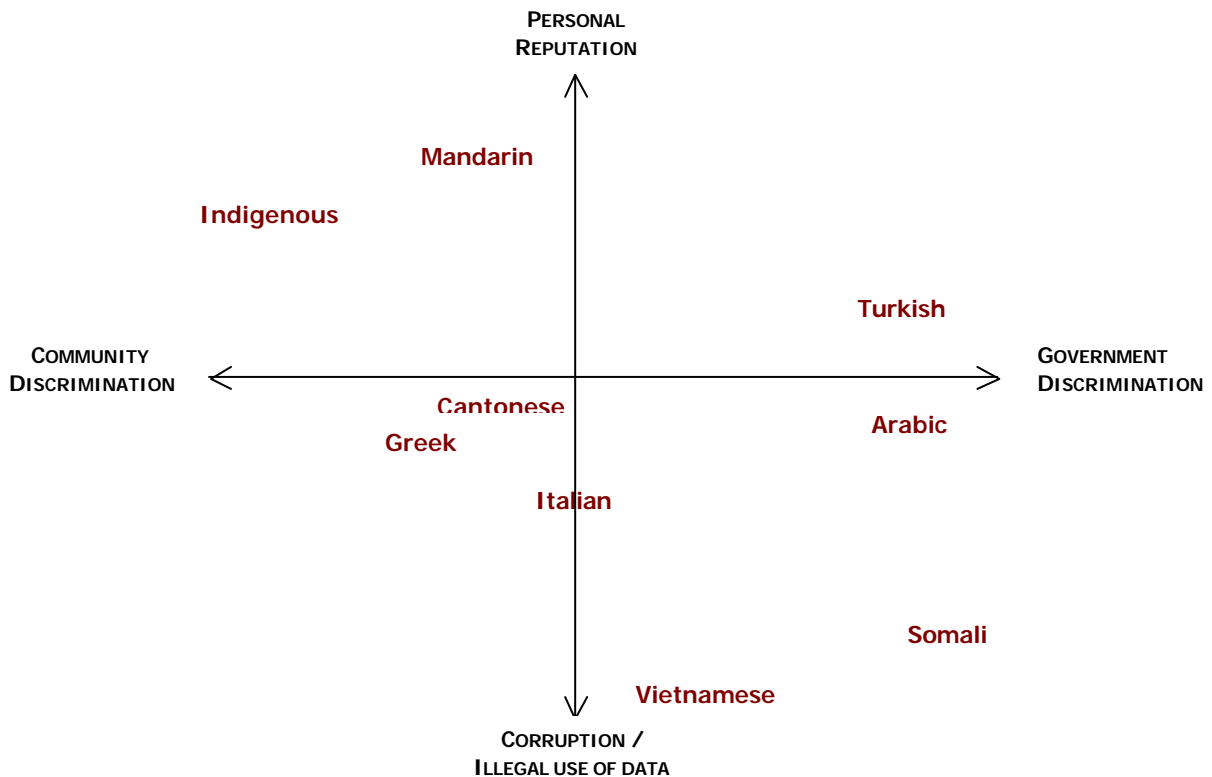 PERSONAL
REPUTATION
Mandarin
Indigenous
Turkish
COMMUNITY
DISCRIMINATION
GOVERNMENT
DISCRIMINATION
Cantonese
Arabic
Greek
Italian
Somali
Vietnamese
CORRUPTION /
ILLEGAL USE OF DATA